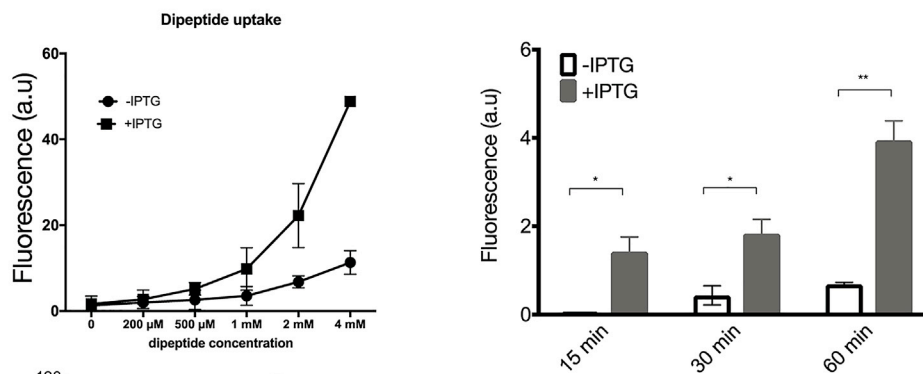 Dipeptide uptake
60
40
20
0
Fluorescence (a.u)
-IPTG
+IPTG
0 200 µM 500 µM 1 mM 2 mM 4 mM
dipeptide concentration
6
4
2
0
Fluorescence (a.u)
-IPTG
+IPTG
*
*
**
15 min 30 min 60 min